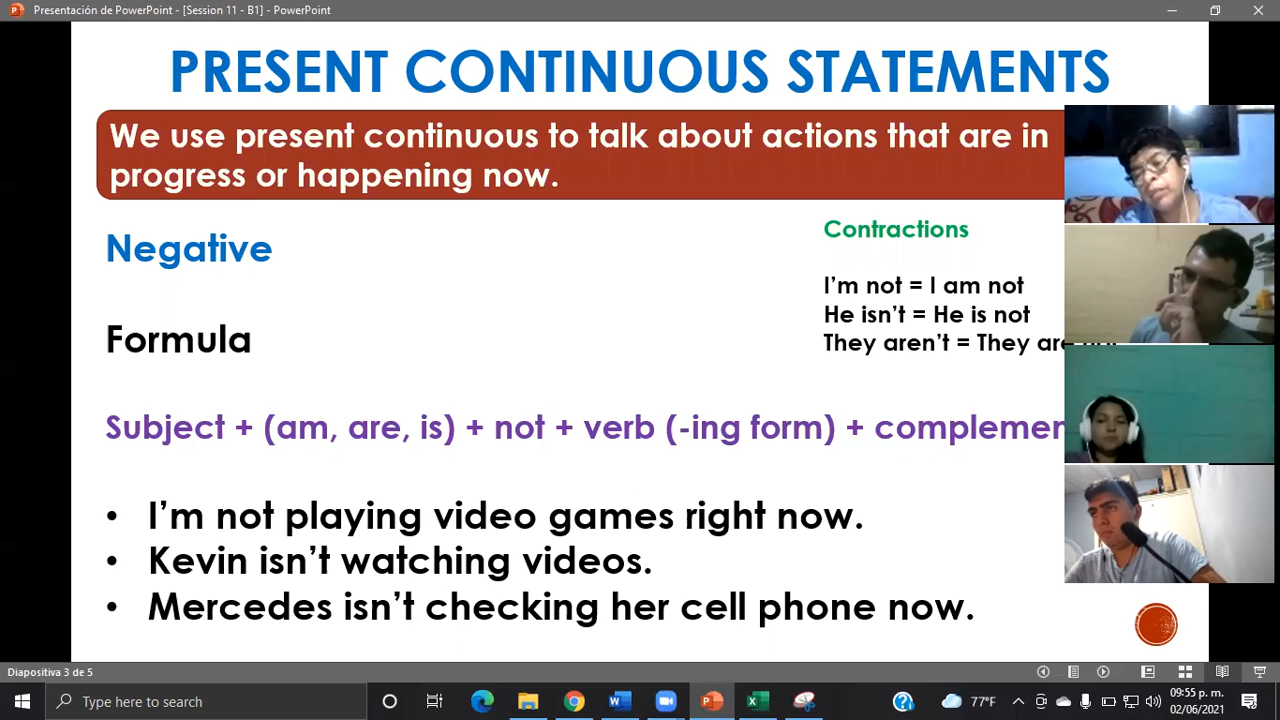 Presentación de PowerPoint - [Session 11 - B1] - PowerPoint
PRESENT CONTINUOUS STATEMENTS
We use present continuous to talk about actions that are in
progress or happening now.
Negative
Contractions
I'm not = I am not
He isn't = He is not
They aren't = They are
Formula
Subject + (am, are, is) + not + verb (-ing form) + complemen
• I'm not playing video games right now.
• Kevin isn't watching videos.
• Mercedes isn't checking her cell phone now.
Diapositiva 3 de 5
Type here to search
77°F
09:55 p. m.
02/06/2021